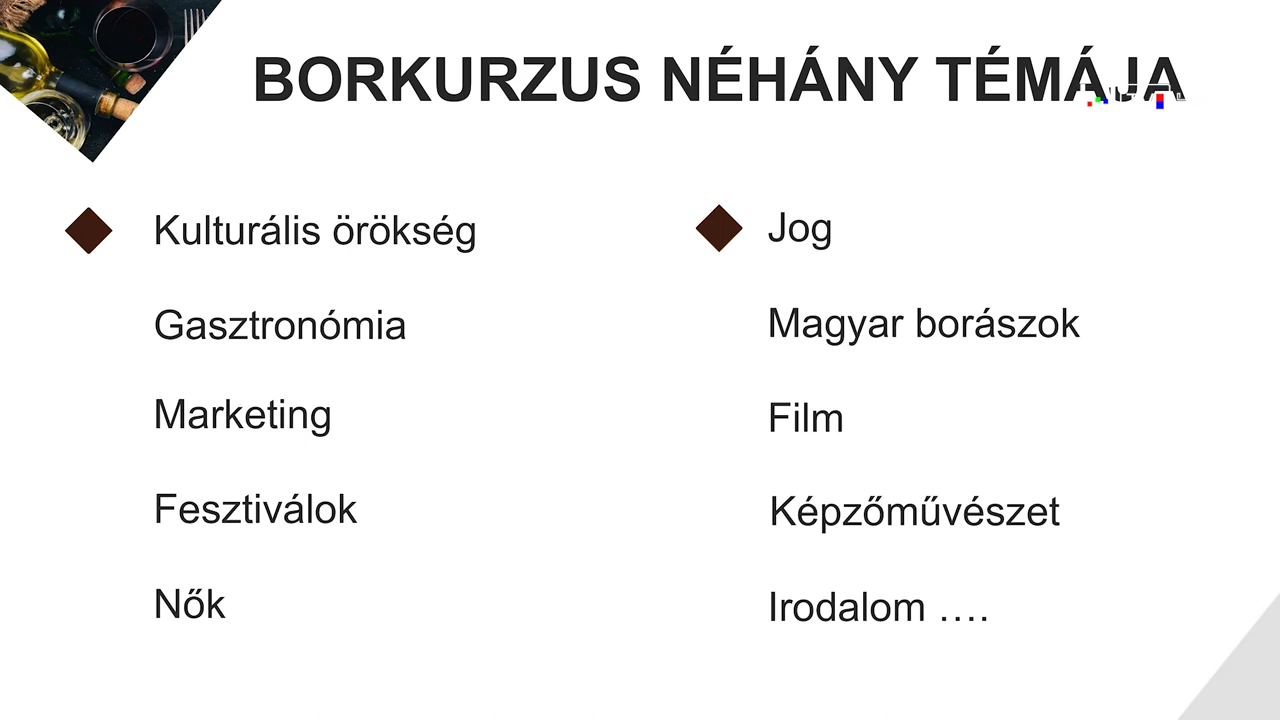 BORKURZUS NÉHÁNY TÉMÁJA
Kulturális örökség
Gasztronómia
Marketing
Fesztiválok
Nők
Jog
Magyar borászok
Film
Képzőművészet
Irodalom ….